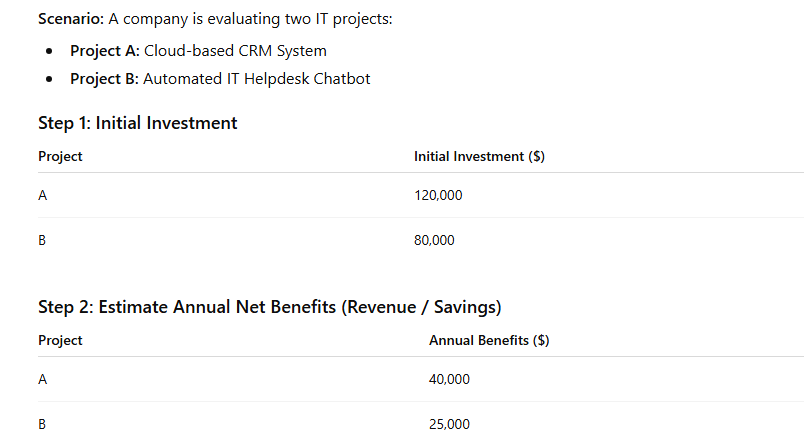 Scenario: A company is evaluating two IT projects:
Project A: Cloud-based CRM System
Project B: Automated IT Helpdesk Chatbot
Step 1: Initial Investment
Project Initial Investment ($)
A 120,000
B 80,000
Step 2: Estimate Annual Net Benefits (Revenue / Savings)
Project Annual Benefits ($)
A 40,000
B 25,000